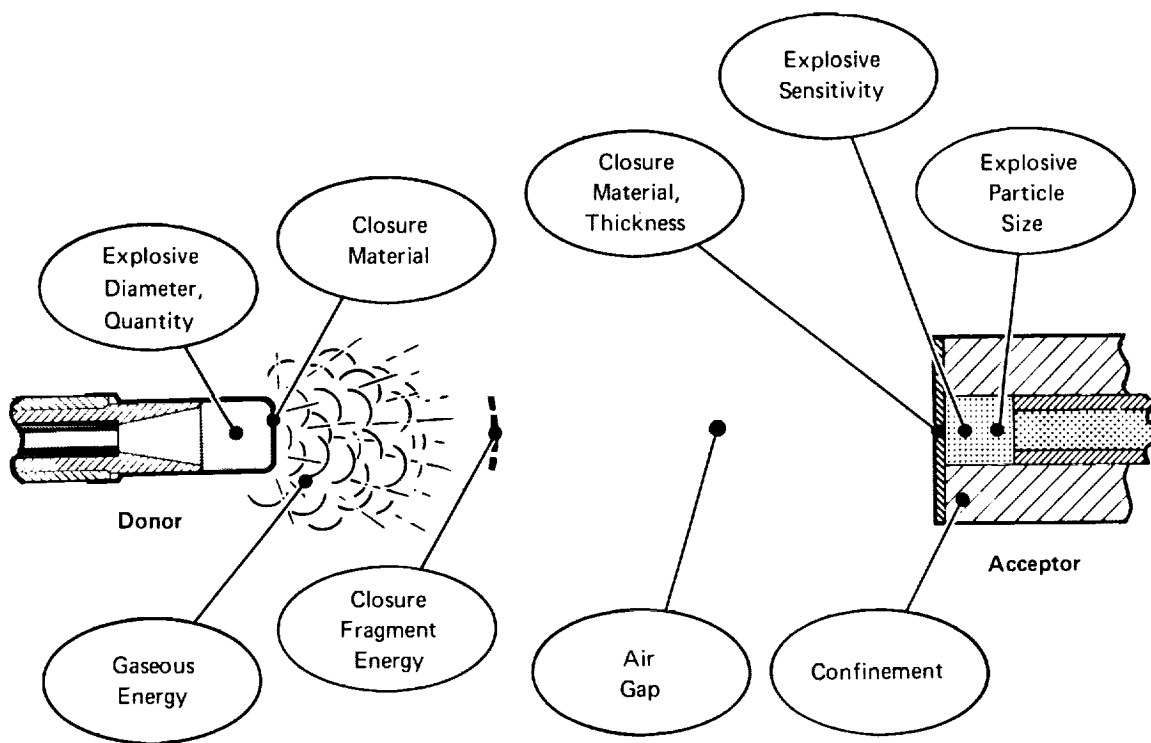 Explosive
Sensitivity
Closure
Material,
Thickness
Explosive
Particle
Size
Closure
Material
Explosive
Diameter,
Quantity
Donor
Acceptor
Gaseous
Energy
Closure
Fragment
Energy
Air
Gap
Confinement